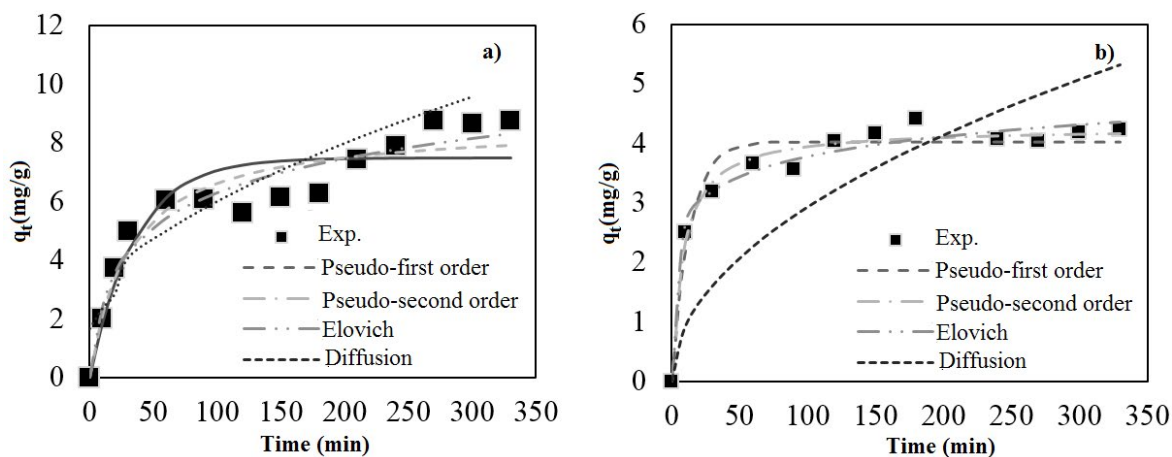 12
10
8
6
4
2
0
q_t(mg/g)
a)
Exp.
Pseudo-first order
Pseudo-second order
Elovich
Diffusion
0 50 100 150 200 250 300 350
Time (min)
6
5
4
3
2
1
0
q_t(mg/g)
b)
Exp.
Pseudo-first order
Pseudo-second order
Elovich
Diffusion
0 50 100 150 200 250 300 350
Time (min)